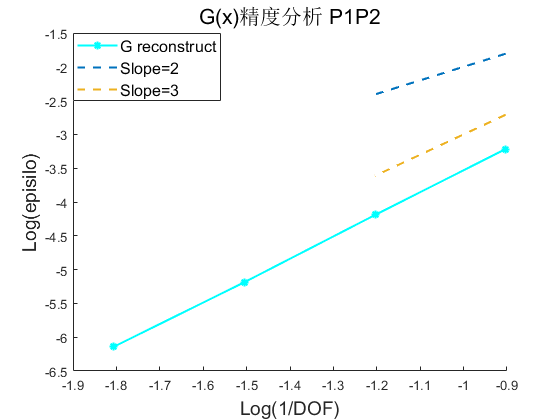 G(x)精度分析 P1P2
G reconstruct
Slope=2
Slope=3
-1.5
-2
-2.5
-3
-3.5
-4
-4.5
-5
-5.5
-6
-6.5
Log(episilo)
-1.9 -1.8 -1.7 -1.6 -1.5 -1.4 -1.3 -1.2 -1.1 -1 -0.9
Log(1/DOF)